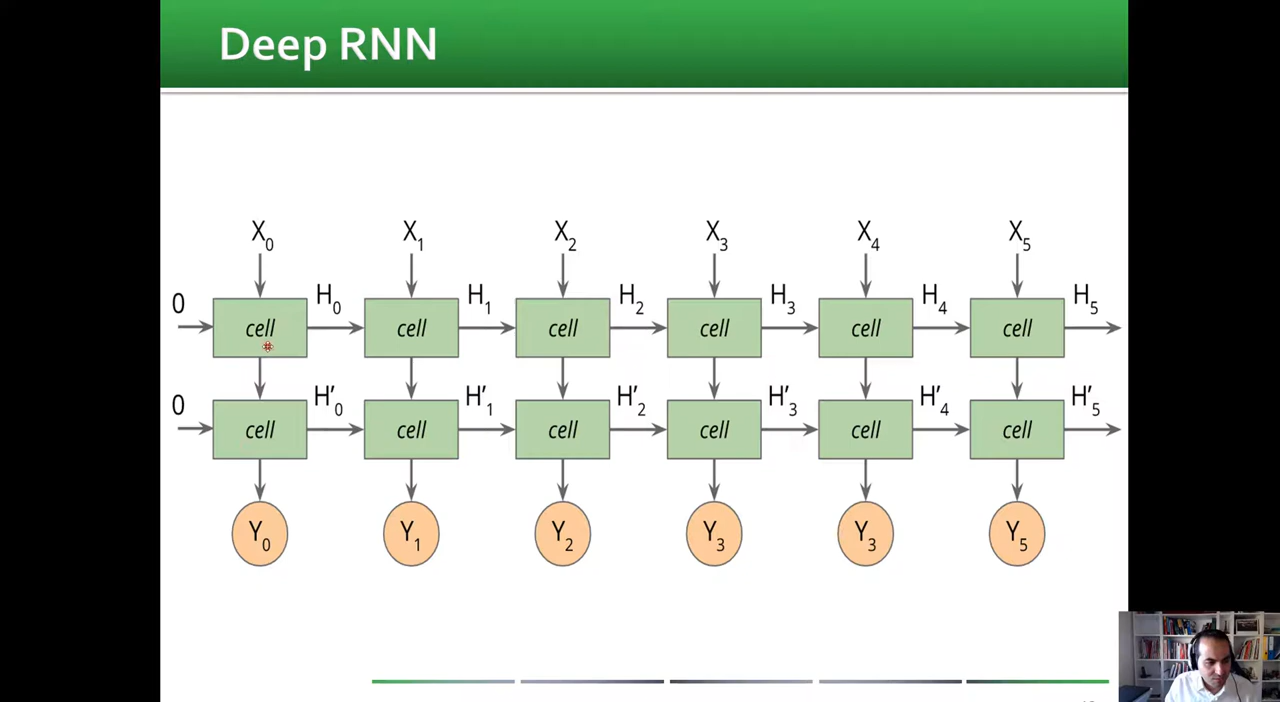 Deep RNN
X0 X1 X2 X3 X4 X5
0 H0 H1 H2 H3 H4 H5
cell cell cell cell cell cell
0 H′0 H′1 H′2 H′3 H′4 H′5
cell cell cell cell cell cell
Y0 Y1 Y2 Y3 Y3 Y5